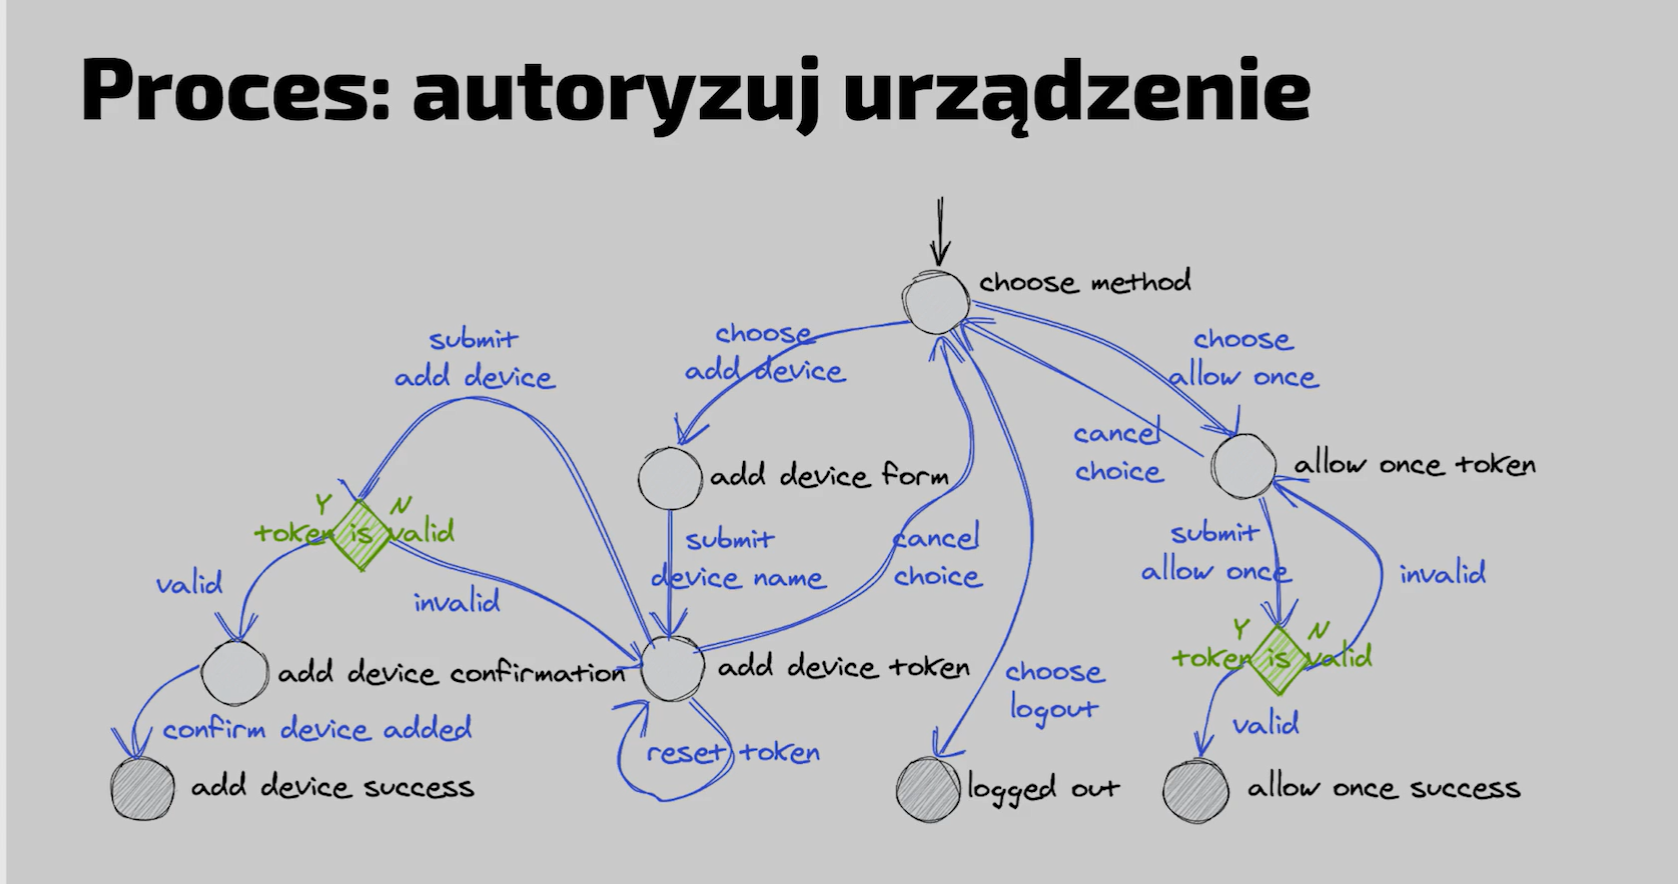 Proces: autoryzuj urządzenie
choose method
submit
add device
choose
add device
choose
allow once
cancel
choice
allow once token
add device form
Y
N
token is valid
submit
device name
cancel
choice
submit
allow once
invalid
valid
invalid
Y
N
token is valid
add device confirmation
add device token
choose
logout
valid
confirm device added
reset token
add device success
logged out
allow once success